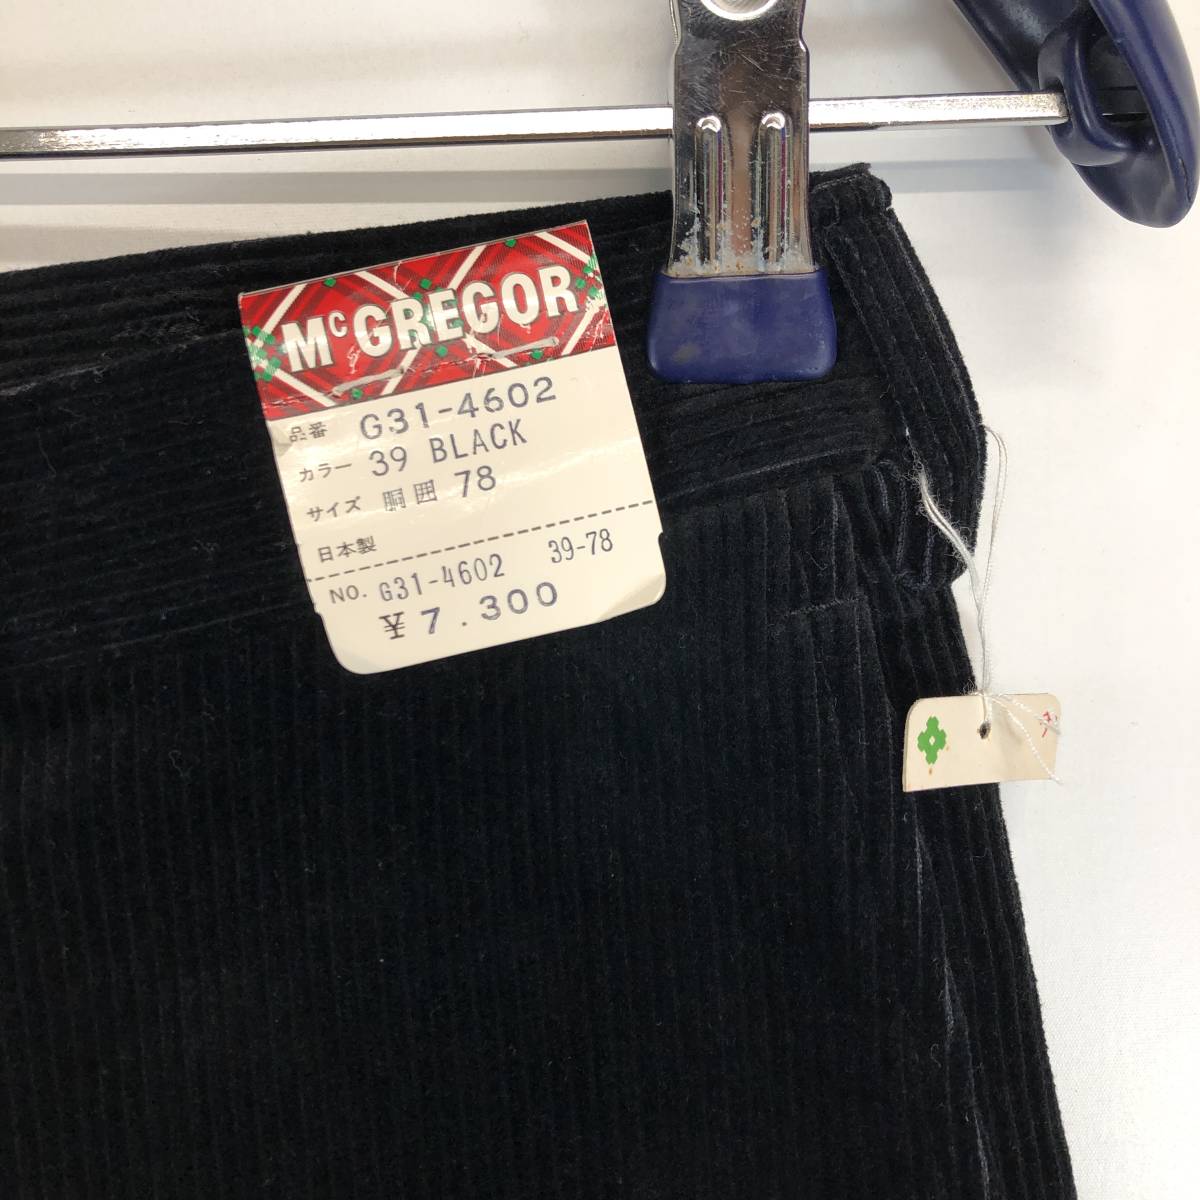 McGREGOR
品番 G31-4602
カラー 39 BLACK
サイズ 胴囲 78
日本製
NO. G31-4602 39-78
¥7.300